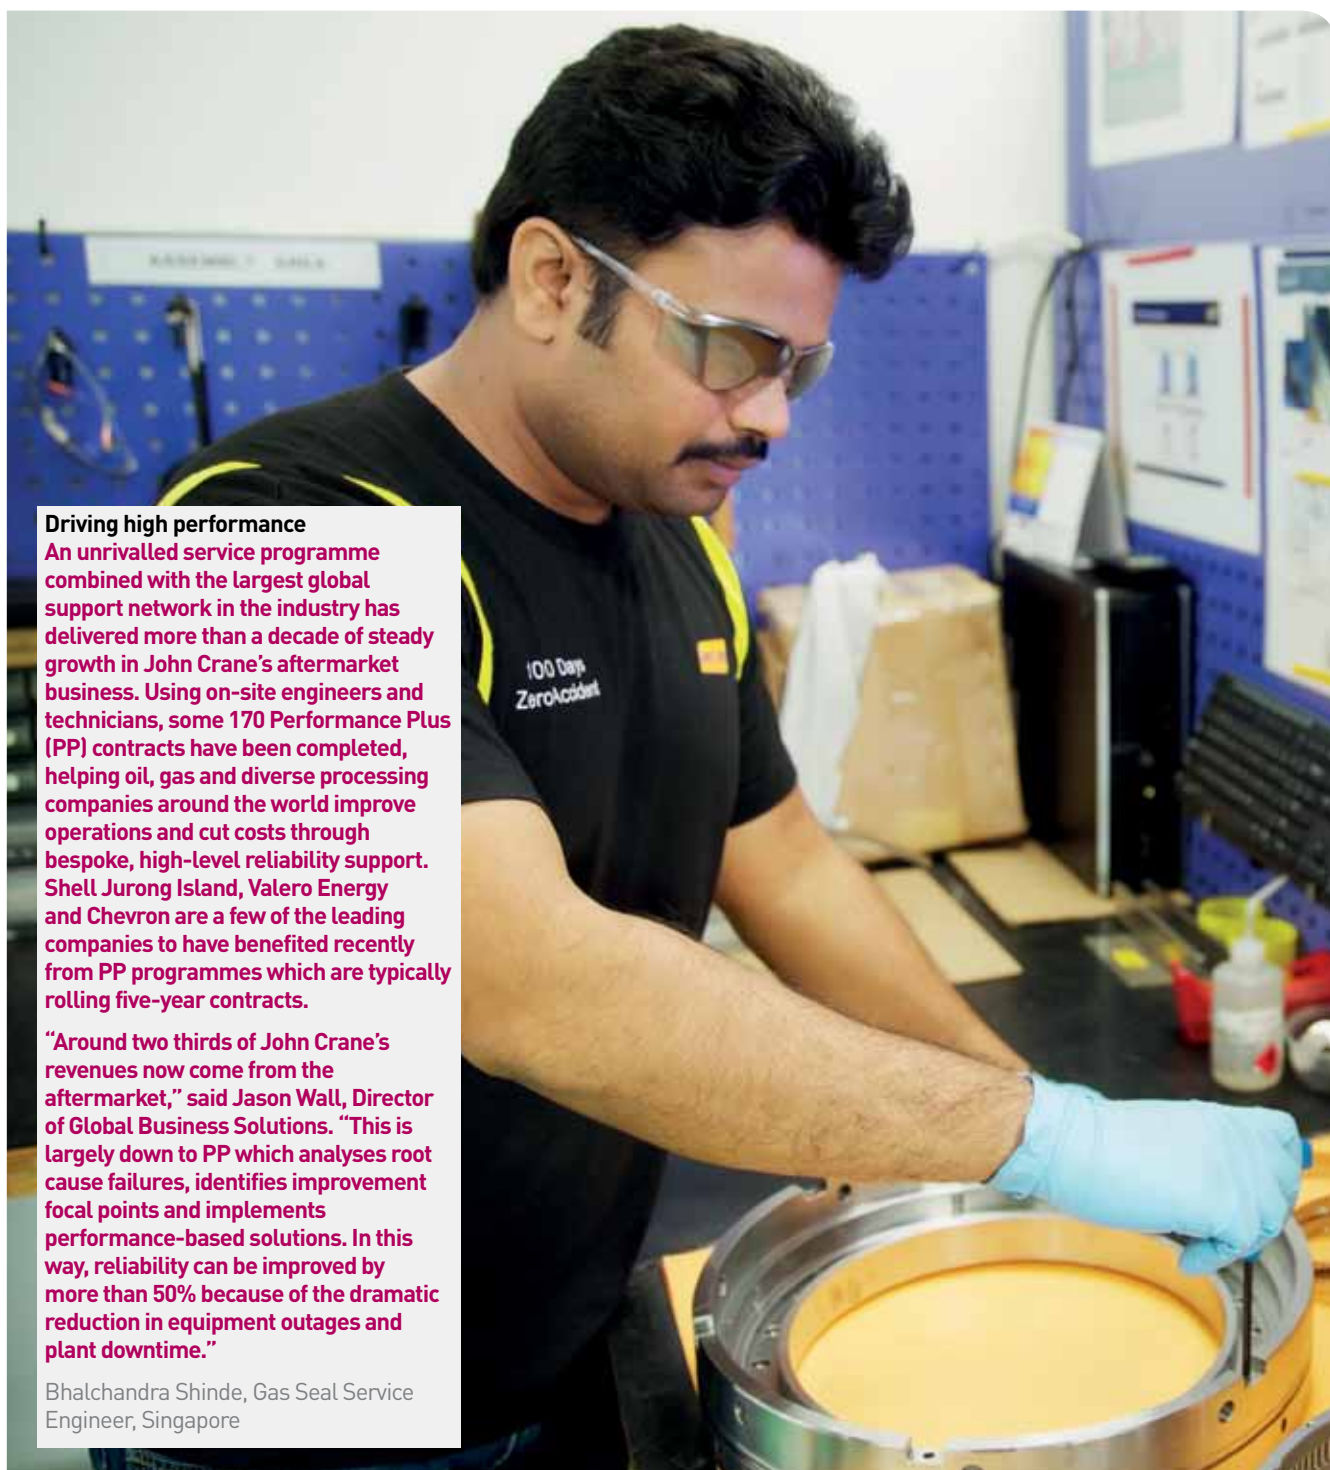 Driving high performance
An unrivalled service programme
combined with the largest global
support network in the industry has
delivered more than a decade of steady
growth in John Crane’s aftermarket
business. Using on-site engineers and
technicians, some 170 Performance Plus
(PP) contracts have been completed,
helping oil, gas and diverse processing
companies around the world improve
operations and cut costs through
bespoke, high-level reliability support.
Shell Jurong Island, Valero Energy
and Chevron are a few of the leading
companies to have benefited recently
from PP programmes which are typically
rolling five-year contracts.
“Around two thirds of John Crane’s
revenues now come from the
aftermarket,” said Jason Wall, Director
of Global Business Solutions. “This is
largely down to PP which analyses root
cause failures, identifies improvement
focal points and implements
performance-based solutions. In this
way, reliability can be improved by
more than 50% because of the dramatic
reduction in equipment outages and
plant downtime.”
Bhalchandra Shinde, Gas Seal Service
Engineer, Singapore
100 Days
ZeroAccident